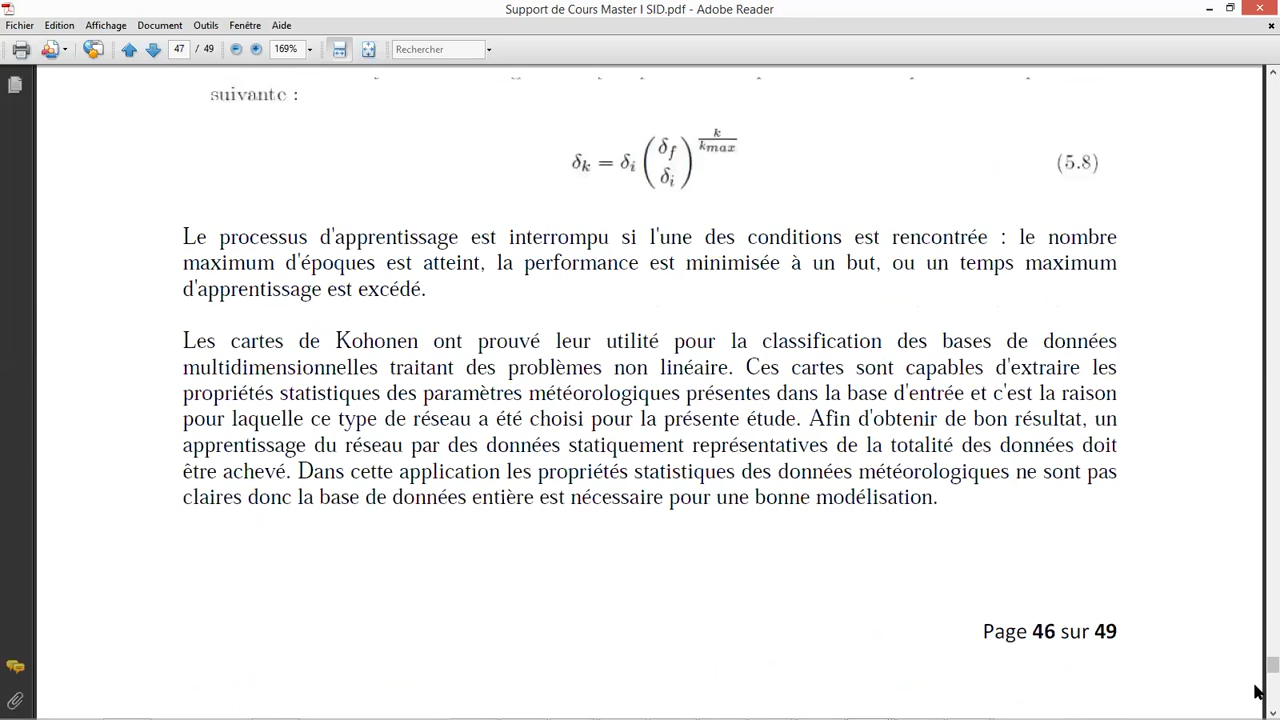 Support de Cours Master I SID.pdf - Adobe Reader
Fichier Edition Affichage Document Outils Fenêtre Aide
47 / 49 169% Rechercher
suivante :
δk = δi (δf / δi)^(k / kmax) (5.8)
Le processus d'apprentissage est interrompu si l'une des conditions est rencontrée : le nombre
maximum d'époques est atteint, la performance est minimisée à un but, ou un temps maximum
d'apprentissage est excédé.
Les cartes de Kohonen ont prouvé leur utilité pour la classification des bases de données
multidimensionnelles traitant des problèmes non linéaire. Ces cartes sont capables d'extraire les
propriétés statistiques des paramètres météorologiques présentes dans la base d'entrée et c'est la raison
pour laquelle ce type de réseau a été choisi pour la présente étude. Afin d'obtenir de bon résultat, un
apprentissage du réseau par des données statiquement représentatives de la totalité des données doit
être achevé. Dans cette application les propriétés statistiques des données météorologiques ne sont pas
claires donc la base de données entière est nécessaire pour une bonne modélisation.
Page 46 sur 49